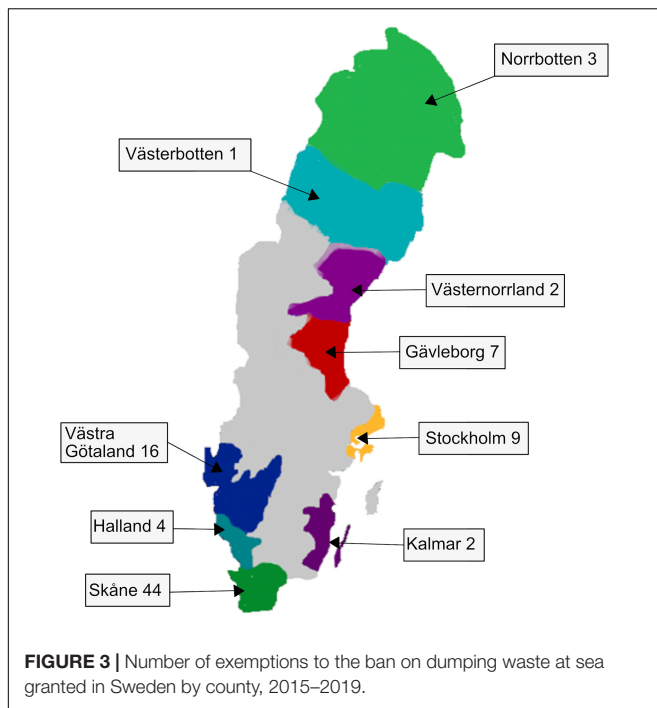 Norrbotten 3
Västerbotten 1
Västernorrland 2
Gävleborg 7
Stockholm 9
Västra
Götaland 16
Halland 4
Kalmar 2
Skåne 44
FIGURE 3 | Number of exemptions to the ban on dumping waste at sea
granted in Sweden by county, 2015–2019.